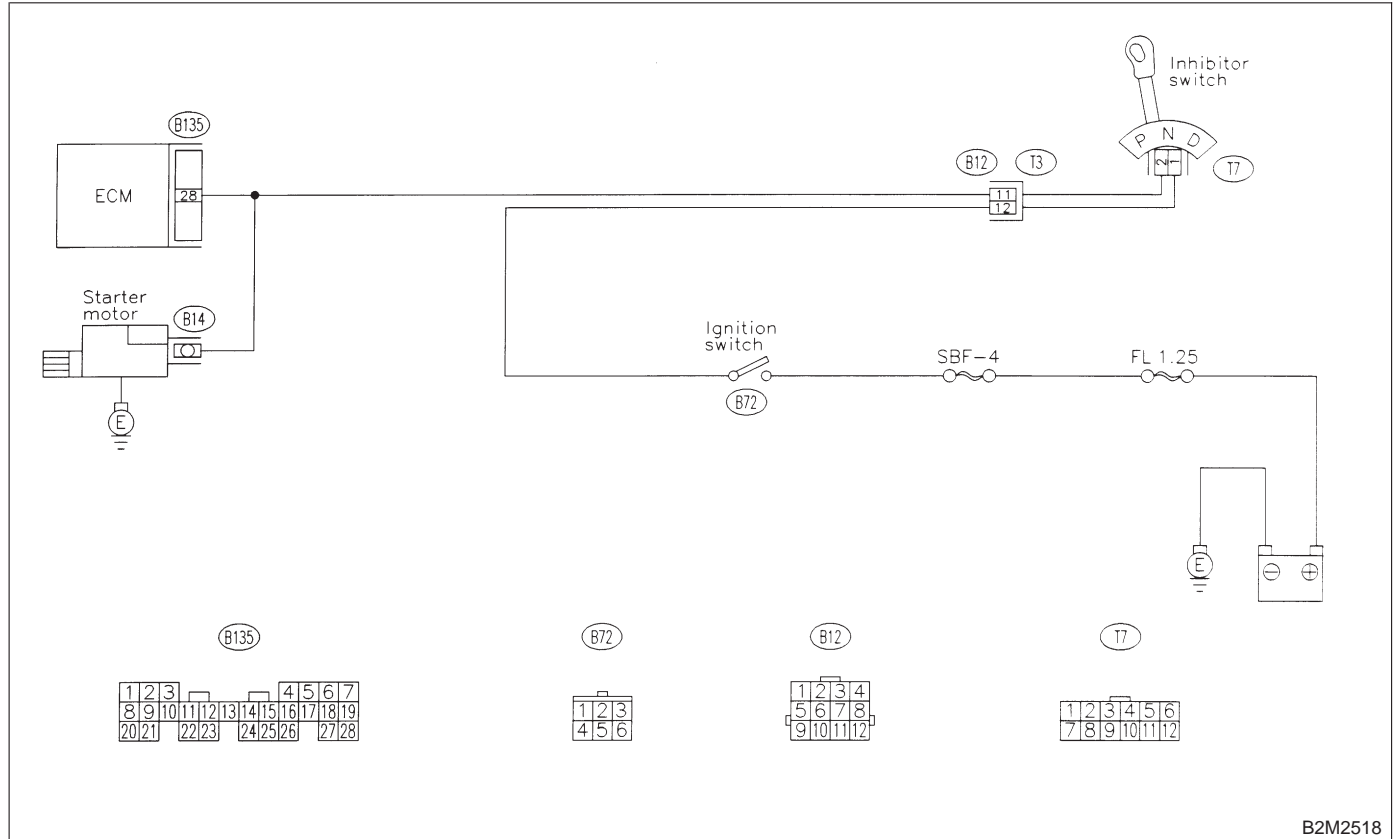 Inhibitor
switch
P N D
2 1
T7
B135
ECM
28
B12 T3
11
12
Starter
motor
B14
E
Ignition
switch
B72
SBF-4
FL 1.25
E
⊖ ⊕
B135
1 2 3 4 5 6 7
8 9 10 11 12 13 14 15 16 17 18 19
20 21 22 23 24 25 26 27 28
B72
1 2 3
4 5 6
B12
1 2 3 4
5 6 7 8
9 10 11 12
T7
1 2 3 4 5 6
7 8 9 10 11 12
B2M2518